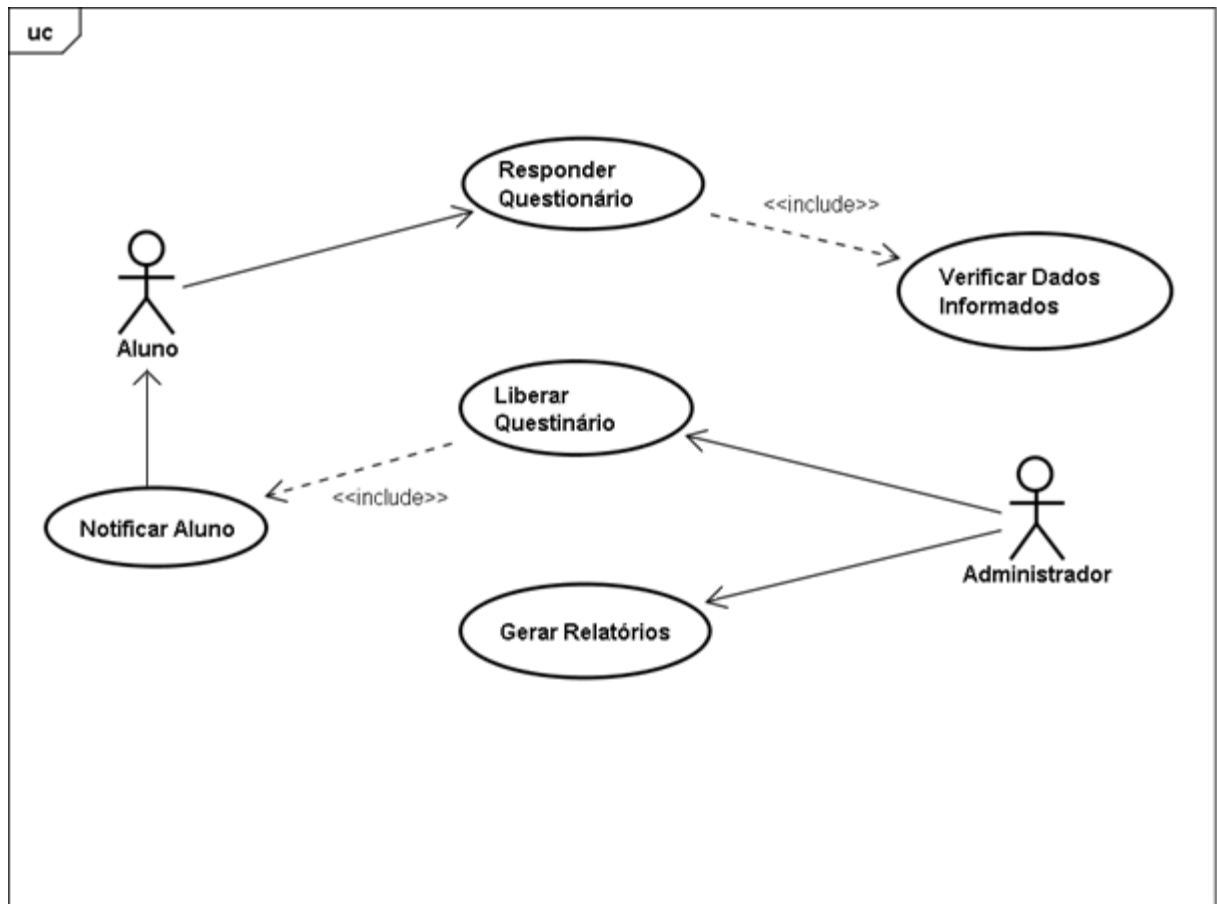 uc
Responder
Questionário
<<include>>
Verificar Dados
Informados
Aluno
Liberar
Questinário
<<include>>
Notificar Aluno
Administrador
Gerar Relatórios